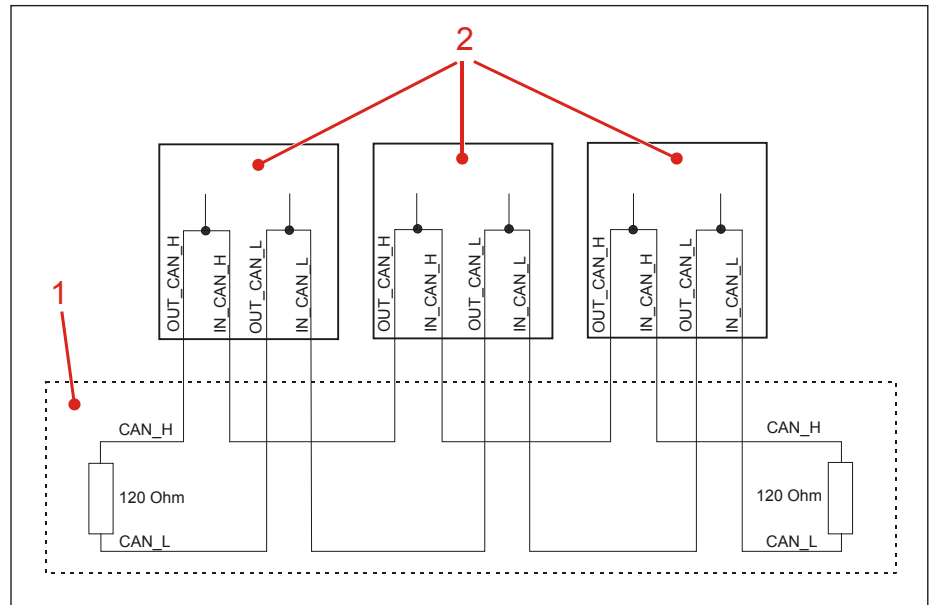 2
1
OUT_CAN_H
IN_CAN_H
OUT_CAN_L
IN_CAN_L
OUT_CAN_H
IN_CAN_H
OUT_CAN_L
IN_CAN_L
OUT_CAN_H
IN_CAN_H
OUT_CAN_L
IN_CAN_L
CAN_H
CAN_H
120 Ohm
120 Ohm
CAN_L
CAN_L